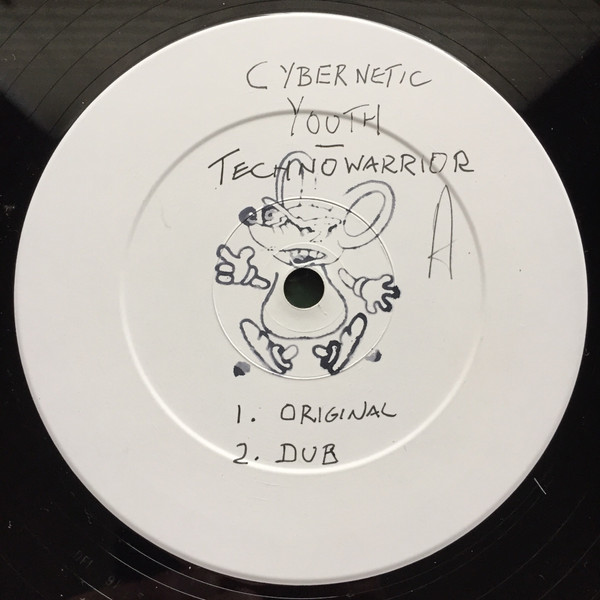 CYBERNETIC
YOUTH
—
TECHNOWARRIOR
A
1. ORIGINAL
2. DUB